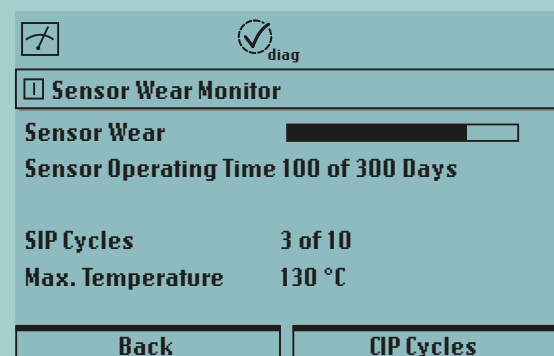 diag
Sensor Wear Monitor
Sensor Wear
Sensor Operating Time 100 of 300 Days
SIP Cycles 3 of 10
Max. Temperature 130 °C
Back CIP Cycles